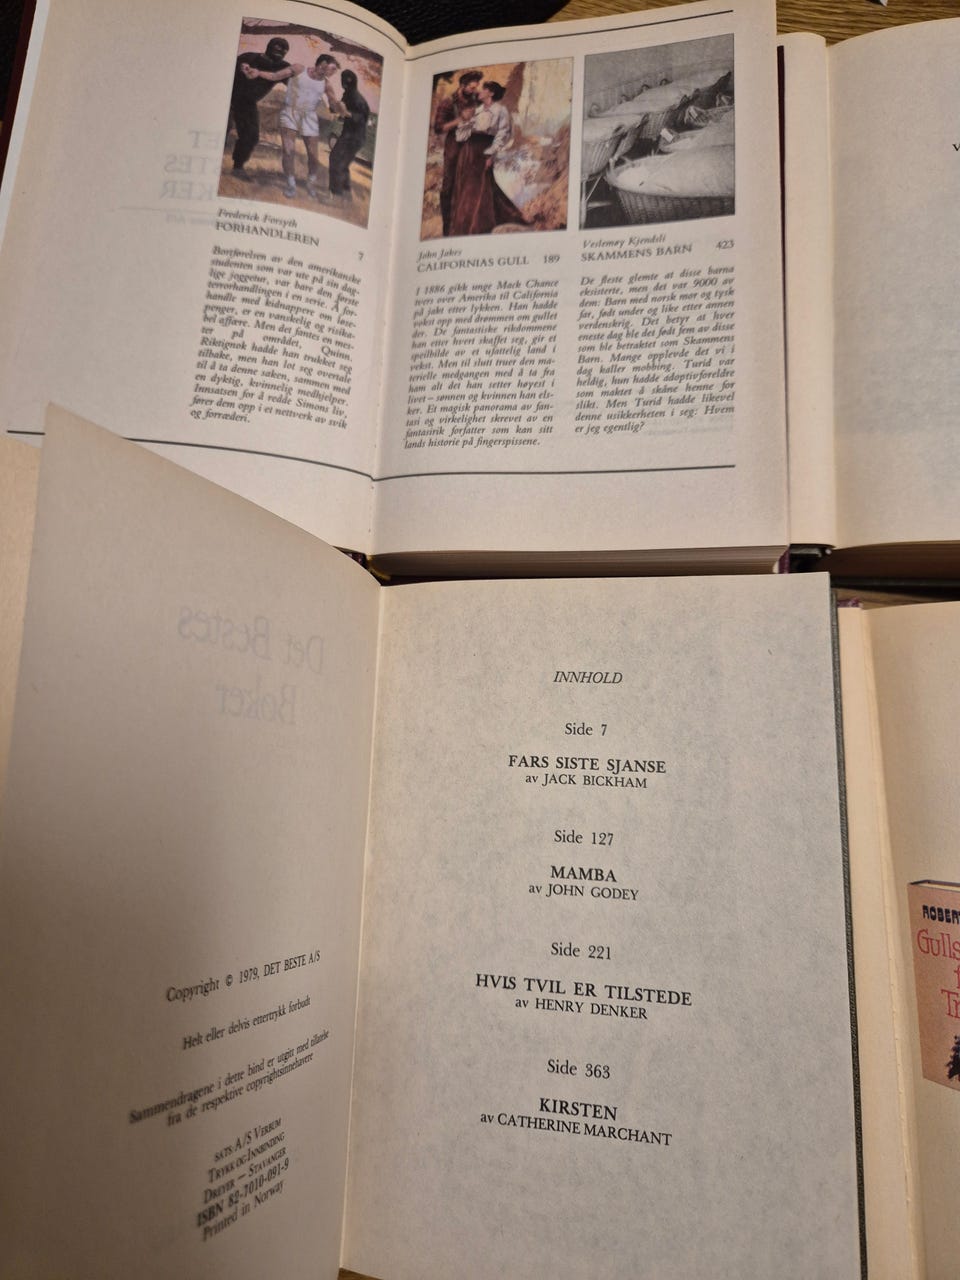 Frederick Forsyth
FORHANDLEREN 7
Bortførelsen av den amerikanske
studenten som var ute på sin dag-
lige joggetur, var bare den første
terrorhandlingen i en serie. Å for-
handle med kidnappere om løse-
penger, er en vanskelig og risika-
bel affære. Men det fantes en mes-
ter på området, Quinn.
Riktignok hadde han trukket seg
tilbake, men han lot seg overtale
til å ta denne saken, sammen med
en dyktig, kvinnelig medhjelper.
Innsatsen for å redde Simons liv,
fører dem opp i et nettverk av svik
og forræderi.
John Jakes
CALIFORNIAS GULL 189
I 1886 gikk unge Mack Chance
tvers over Amerika til California
på jakt etter lykken. Han hadde
vokst opp med drømmen om gullet
der. De fantastiske rikdommene
han etter hvert skaffet seg, gir et
speilbilde av et ufattelig land i
vekst. Men til slutt truer den ma-
terielle medgangen med å ta fra
ham alt det han setter høyest i
livet – sønnen og kvinnen han els-
ker. Et magisk panorama av fan-
tasi og virkelighet skrevet av en
fantasirik forfatter som kan sitt
lands historie på fingerspissene.
Veslemøy Kjendsli
SKAMMENS BARN 423
De fleste glemte at disse barna
eksisterte, men det var 9000 av
dem: Barn med norsk mor og tysk
far, født under og like etter annen
verdenskrig. Det betyr at hver
eneste dag ble det født fem av disse
som ble betraktet som Skammens
Barn. Mange opplevde det vi i
dag kaller mobbing. Turid var
heldig, hun hadde adoptivforeldre
som maktet å skåne henne for
slikt. Men Turid hadde likevel
denne usikkerheten i seg: Hvem
er jeg egentlig?
Det Bestes
Bøker
Copyright © 1979, DET BESTE A/S
Helt eller delvis ettertrykk forbudt
Sammendragene i dette bind er utgitt med tillatelse
fra de respektive copyrightsinnehavere
SATS: A/S VERBUM
TRYKK OG INNBINDING
DREYER — STAVANGER
ISBN 82-7010-091-9
Printed in Norway
INNHOLD
Side 7
FARS SISTE SJANSE
av JACK BICKHAM
Side 127
MAMBA
av JOHN GODEY
Side 221
HVIS TVIL ER TILSTEDE
av HENRY DENKER
Side 363
KIRSTEN
av CATHERINE MARCHANT
ROBER
Gulls
Tr